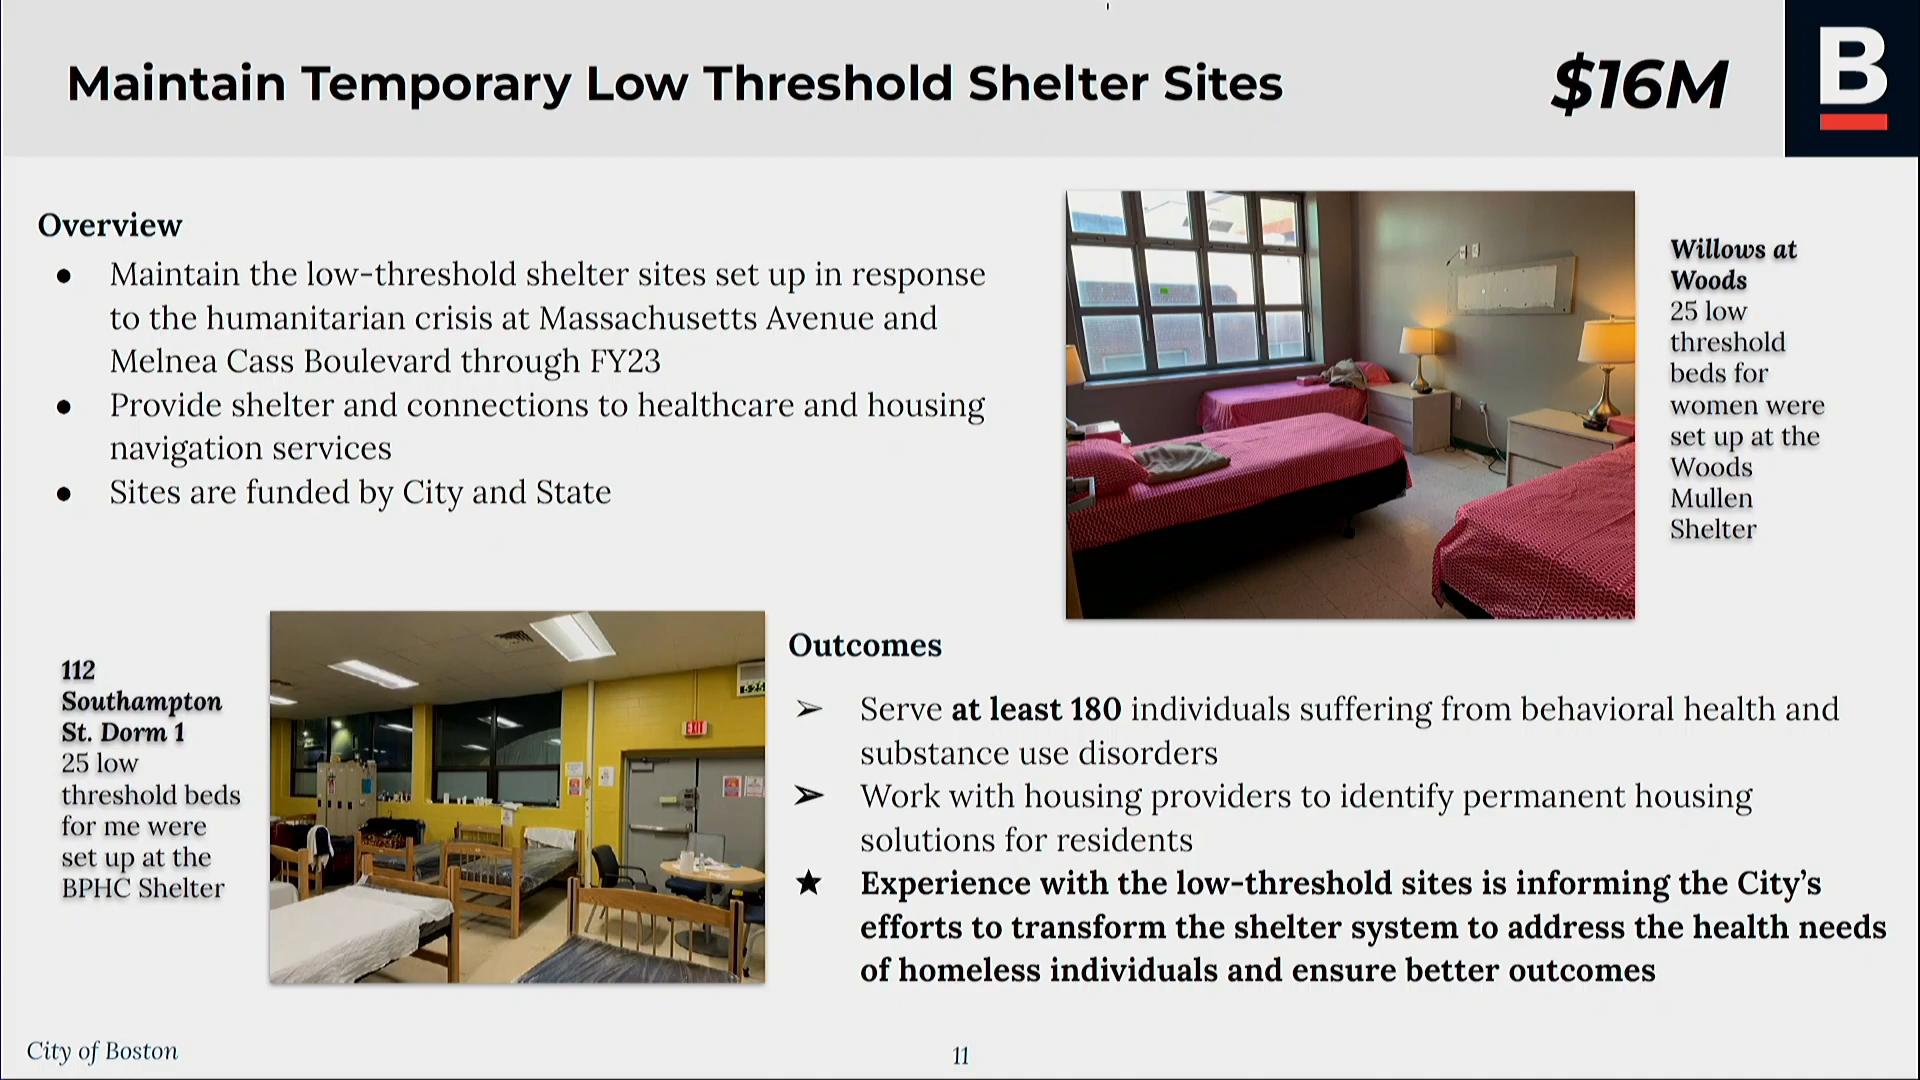 Maintain Temporary Low Threshold Shelter Sites
$16M
B
Overview
● Maintain the low-threshold shelter sites set up in response
to the humanitarian crisis at Massachusetts Avenue and
Melnea Cass Boulevard through FY23
● Provide shelter and connections to healthcare and housing
navigation services
● Sites are funded by City and State
Willows at
Woods
25 low
threshold
beds for
women were
set up at the
Woods
Mullen
Shelter
112
Southampton
St. Dorm 1
25 low
threshold beds
for me were
set up at the
BPHC Shelter
EXIT
Outcomes
➢ Serve at least 180 individuals suffering from behavioral health and
substance use disorders
➢ Work with housing providers to identify permanent housing
solutions for residents
★ Experience with the low-threshold sites is informing the City’s
efforts to transform the shelter system to address the health needs
of homeless individuals and ensure better outcomes
City of Boston
11